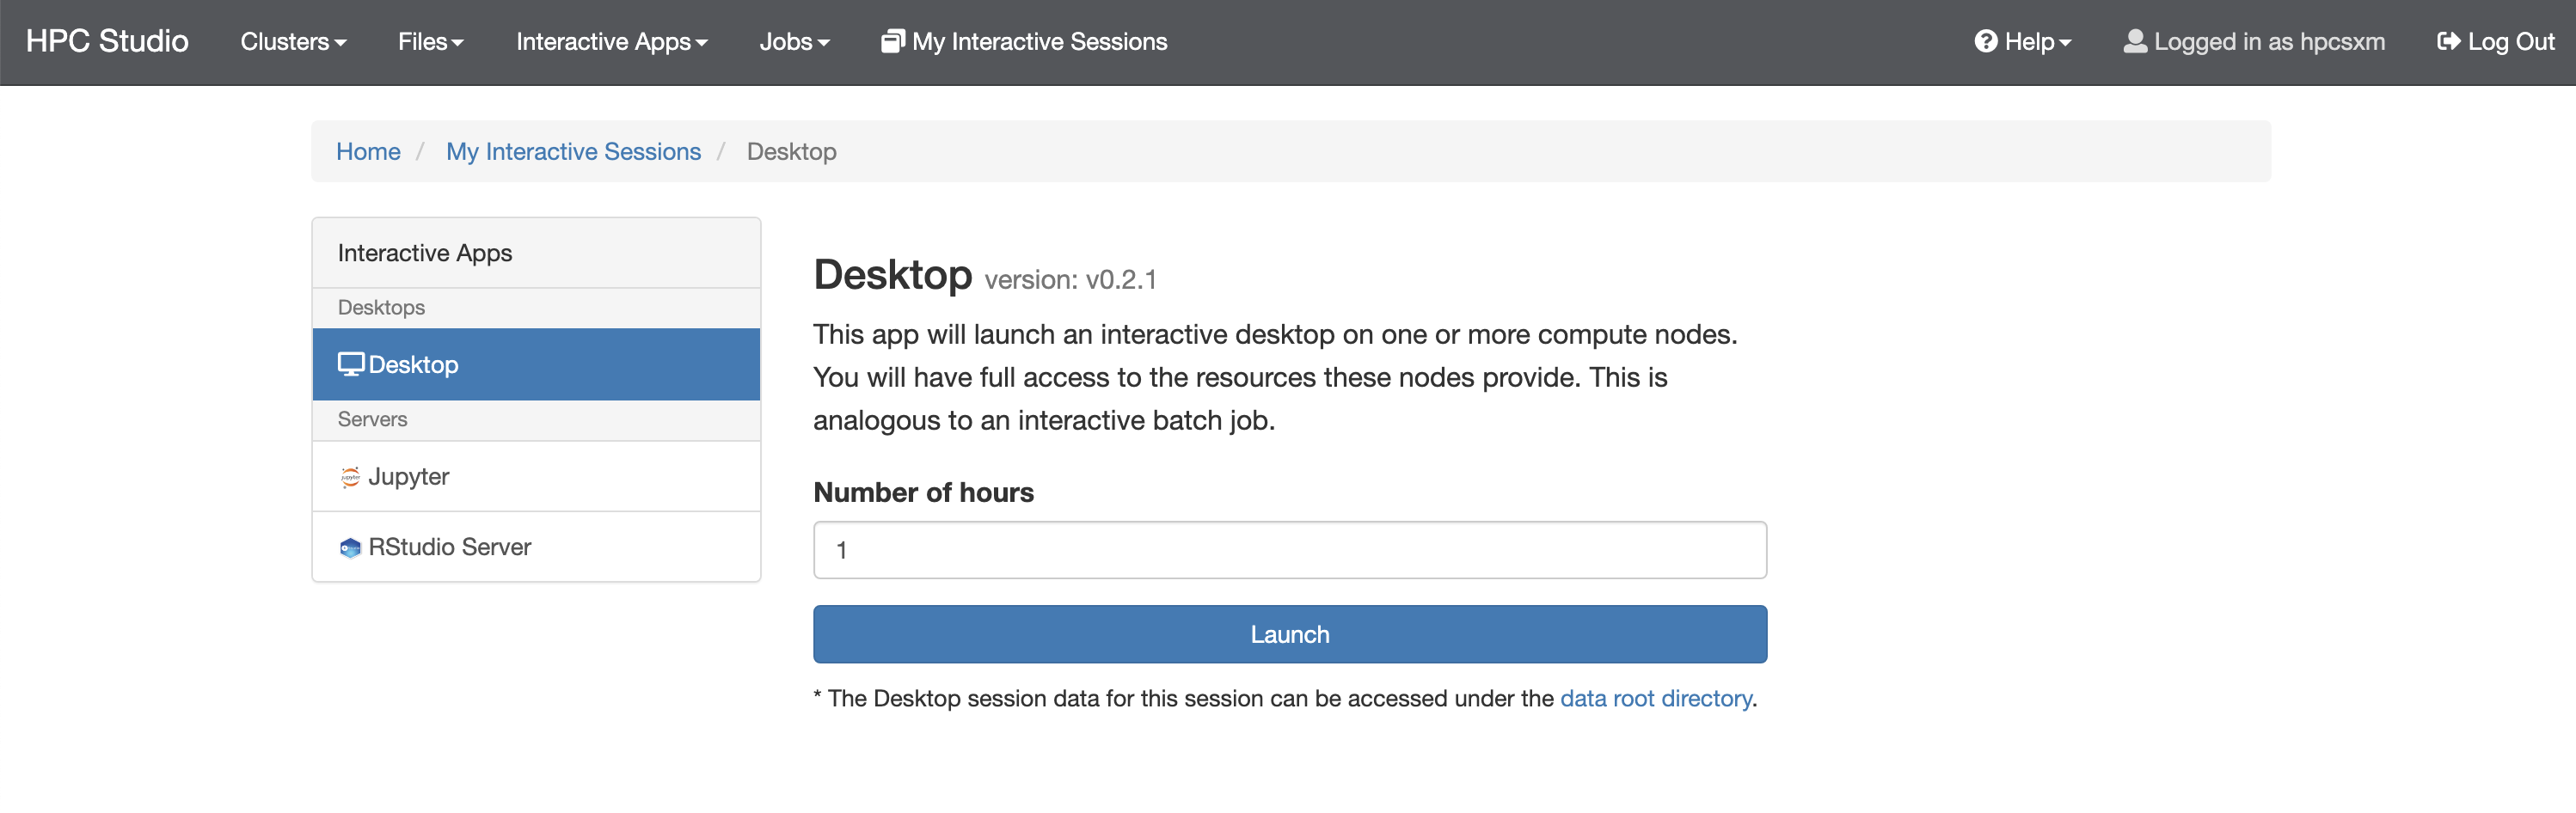 HPC Studio Clusters Files Interactive Apps Jobs My Interactive Sessions Help Logged in as hpcsxm Log Out
Home / My Interactive Sessions / Desktop
Interactive Apps
Desktops
Desktop
Servers
Jupyter
RStudio Server
Desktop version: v0.2.1
This app will launch an interactive desktop on one or more compute nodes.
You will have full access to the resources these nodes provide. This is
analogous to an interactive batch job.
Number of hours
1
Launch
* The Desktop session data for this session can be accessed under the data root directory.